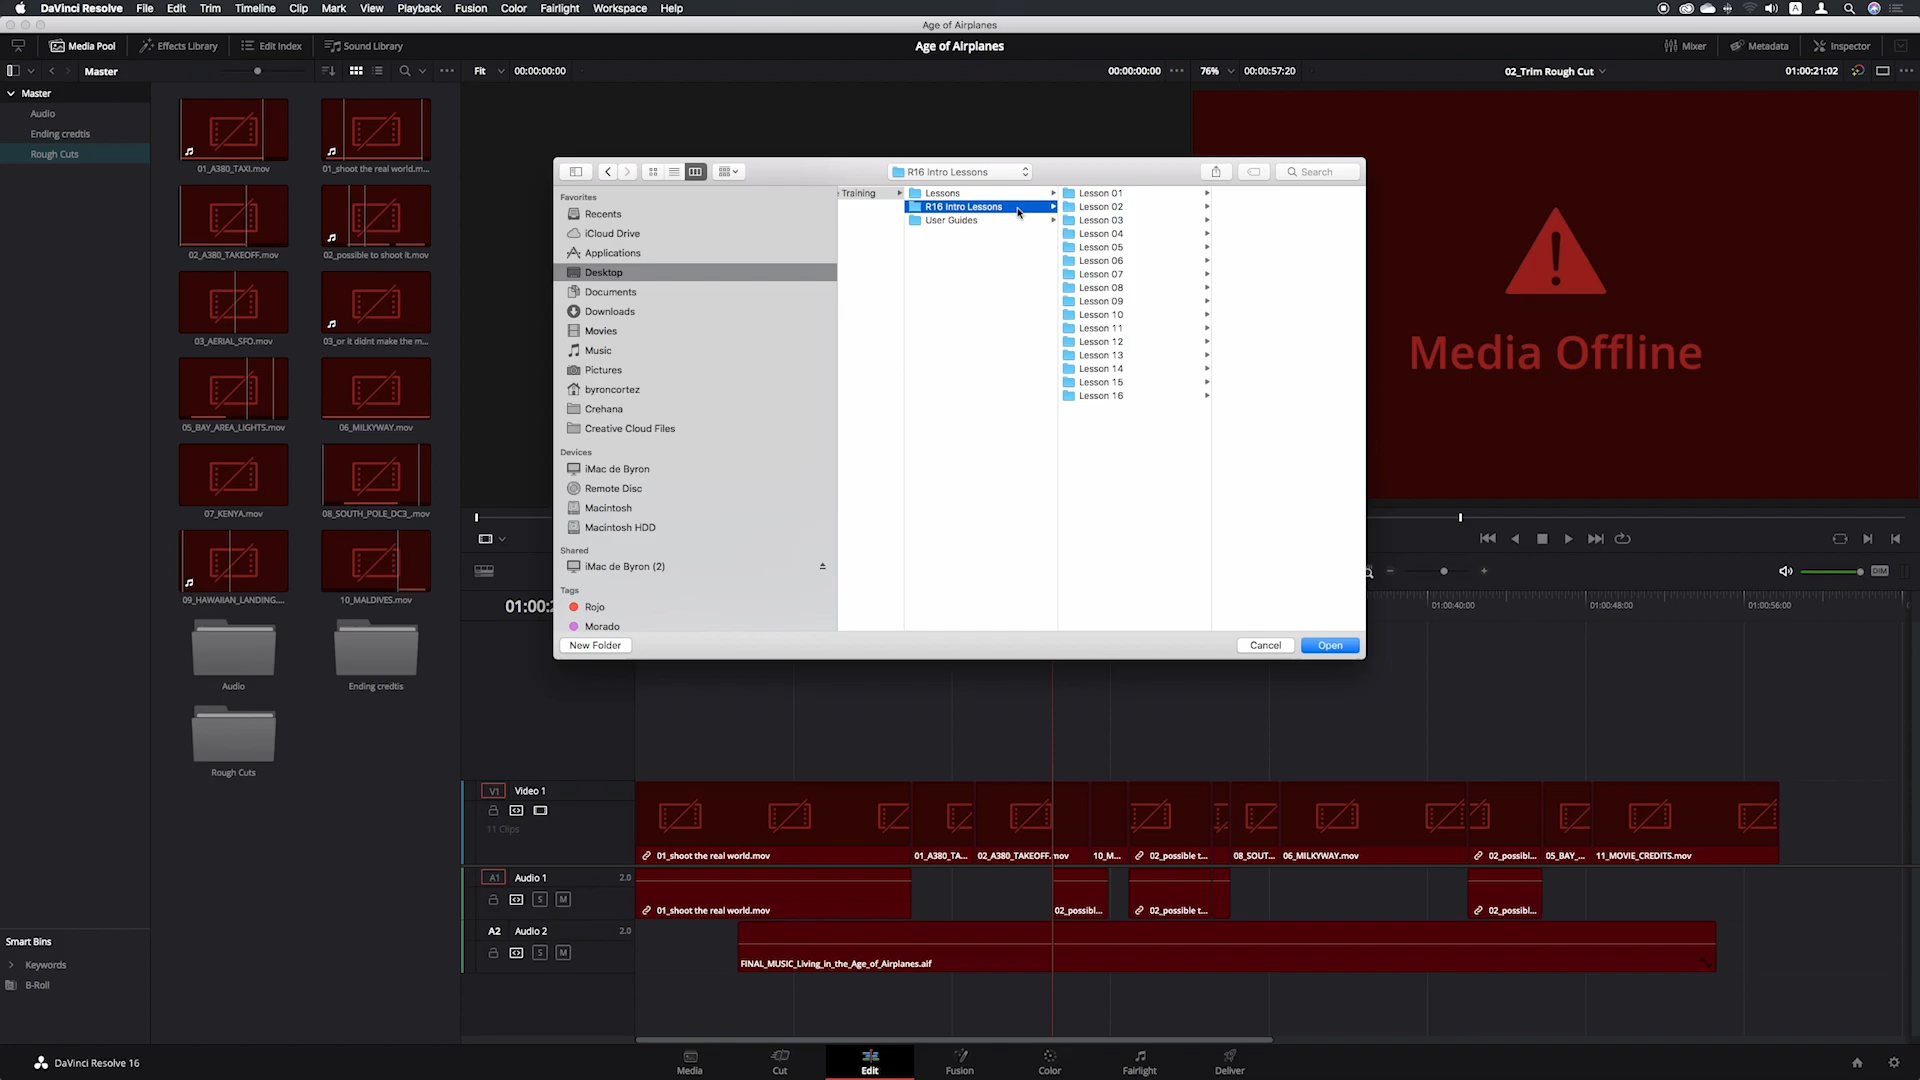 DaVinci Resolve File Edit Trim Timeline Clip Mark View Playback Fusion Color Fairlight Workspace Help
Age of Airplanes
Media Pool Effects Library Edit Index Sound Library Age of Airplanes Mixer Metadata Inspector
Master Fit 00:00:00:00 00:00:00:00 76% 00:00:57:20 02_Trim Rough Cut 01:00:21:02
Master
Audio
Ending credtis
Rough Cuts
01_A380_TAXI.mov 01_shoot the real world.m...
02_A380_TAKEOFF.mov 02_possible to shoot it.mov
03_AERIAL_SFO.mov 03_or it didnt make the m...
05_BAY_AREA_LIGHTS.mov 06_MILKYWAY.mov
07_KENYA.mov 08_SOUTH_POLE_DC3_.mov
09_HAWAIIAN_LANDING.... 10_MALDIVES.mov
Audio Ending credtis
Rough Cuts
Smart Bins
Keywords
B-Roll
R16 Intro Lessons Search
Favorites
Recents
iCloud Drive
Applications
Desktop
Documents
Downloads
Movies
Music
Pictures
byroncortez
Crehana
Creative Cloud Files
Devices
iMac de Byron
Remote Disc
Macintosh
Macintosh HDD
Shared
iMac de Byron (2)
Tags
Rojo
Morado
Training
Lessons
R16 Intro Lessons
User Guides
Lesson 01
Lesson 02
Lesson 03
Lesson 04
Lesson 05
Lesson 06
Lesson 07
Lesson 08
Lesson 09
Lesson 10
Lesson 11
Lesson 12
Lesson 13
Lesson 14
Lesson 15
Lesson 16
New Folder Cancel Open
Media Offline
DIM
01:00:2 01:00:40:00 01:00:48:00 01:00:56:00
V1 Video 1
11 Clips
01_shoot the real world.mov 01_A380_TA... 02_A380_TAKEOFF.mov 10_M... 02_possible t... 08_SOUT... 06_MILKYWAY.mov 02_possibl... 05_BAY_... 11_MOVIE_CREDITS.mov
A1 Audio 1 2.0
S M
01_shoot the real world.mov 02_possibl... 02_possible t... 02_possibl...
A2 Audio 2 2.0
S M
FINAL_MUSIC_Living_in_the_Age_of_Airplanes.aif
DaVinci Resolve 16 Media Cut Edit Fusion Color Fairlight Deliver